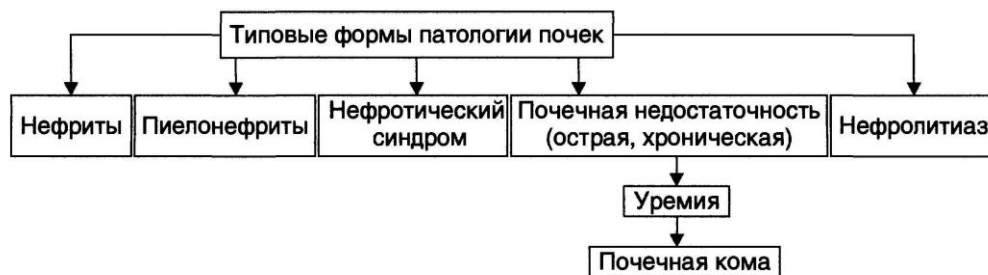 Типовые формы патологии почек
Нефриты
Пиелонефриты
Нефротический
синдром
Почечная недостаточность
(острая, хроническая)
Нефролитиаз
Уремия
Почечная кома